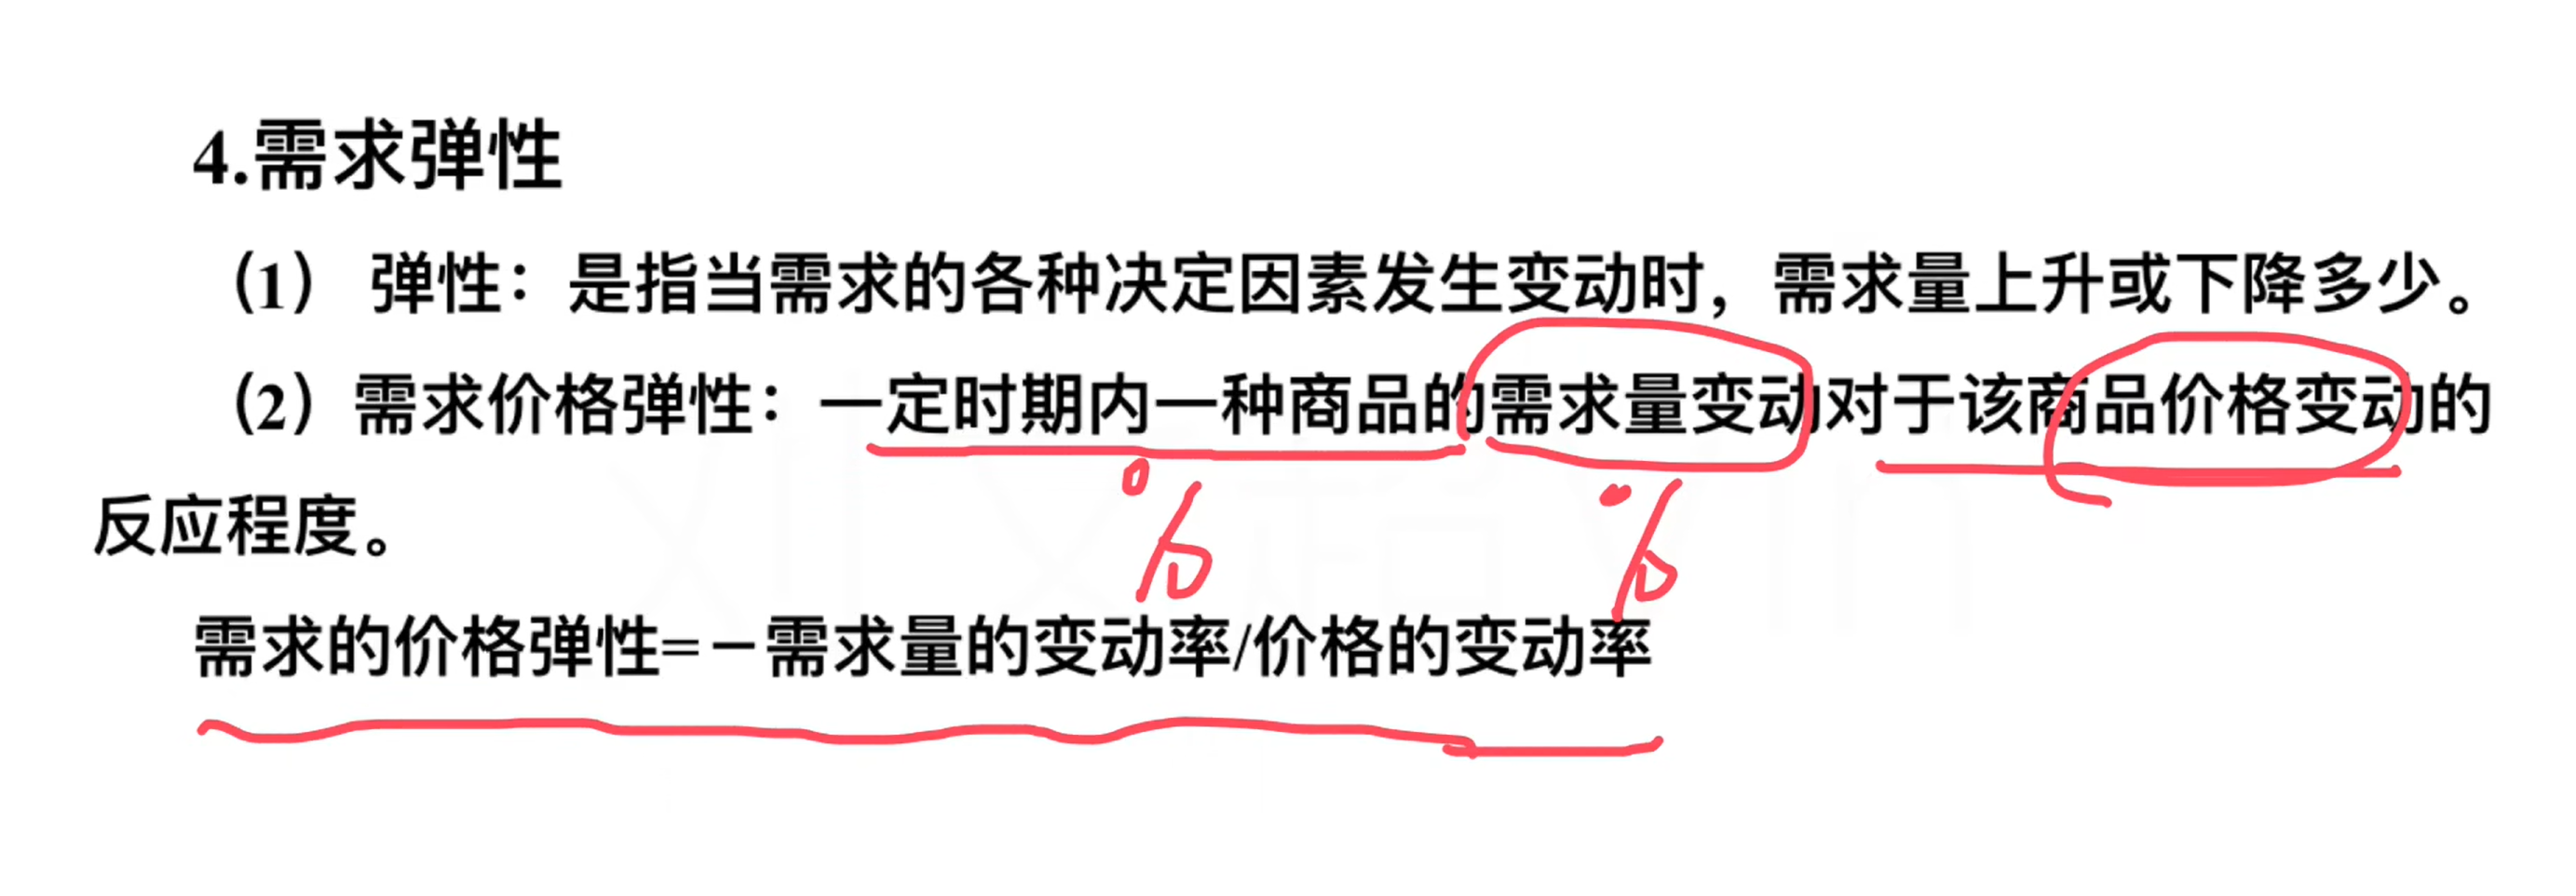 4.需求弹性
（1） 弹性：是指当需求的各种决定因素发生变动时，需求量上升或下降多少。
（2）需求价格弹性：一定时期内一种商品的需求量变动对于该商品价格变动的
反应程度。
% %
需求的价格弹性=－需求量的变动率/价格的变动率